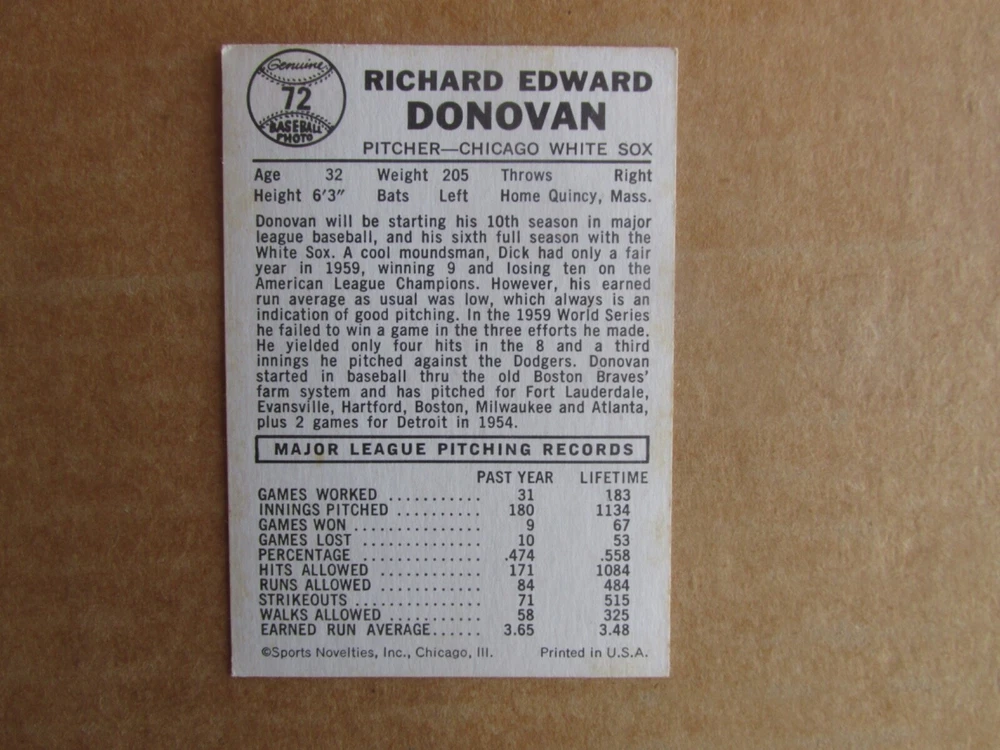 Genuine
72
BASEBALL
PHOTO
RICHARD EDWARD
DONOVAN
PITCHER—CHICAGO WHITE SOX
Age 32 Weight 205 Throws Right
Height 6'3" Bats Left Home Quincy, Mass.
Donovan will be starting his 10th season in major
league baseball, and his sixth full season with the
White Sox. A cool moundsman, Dick had only a fair
year in 1959, winning 9 and losing ten on the
American League Champions. However, his earned
run average as usual was low, which always is an
indication of good pitching. In the 1959 World Series
he failed to win a game in the three efforts he made.
He yielded only four hits in the 8 and a third
innings he pitched against the Dodgers. Donovan
started in baseball thru the old Boston Braves'
farm system and has pitched for Fort Lauderdale,
Evansville, Hartford, Boston, Milwaukee and Atlanta,
plus 2 games for Detroit in 1954.
MAJOR LEAGUE PITCHING RECORDS
PAST YEAR LIFETIME
GAMES WORKED ........... 31 183
INNINGS PITCHED .......... 180 1134
GAMES WON ............... 9 67
GAMES LOST .............. 10 53
PERCENTAGE .............. .474 .558
HITS ALLOWED ............ 171 1084
RUNS ALLOWED ............ 84 484
STRIKEOUTS ............... 71 515
WALKS ALLOWED ........... 58 325
EARNED RUN AVERAGE...... 3.65 3.48
©Sports Novelties, Inc., Chicago, Ill. Printed in U.S.A.